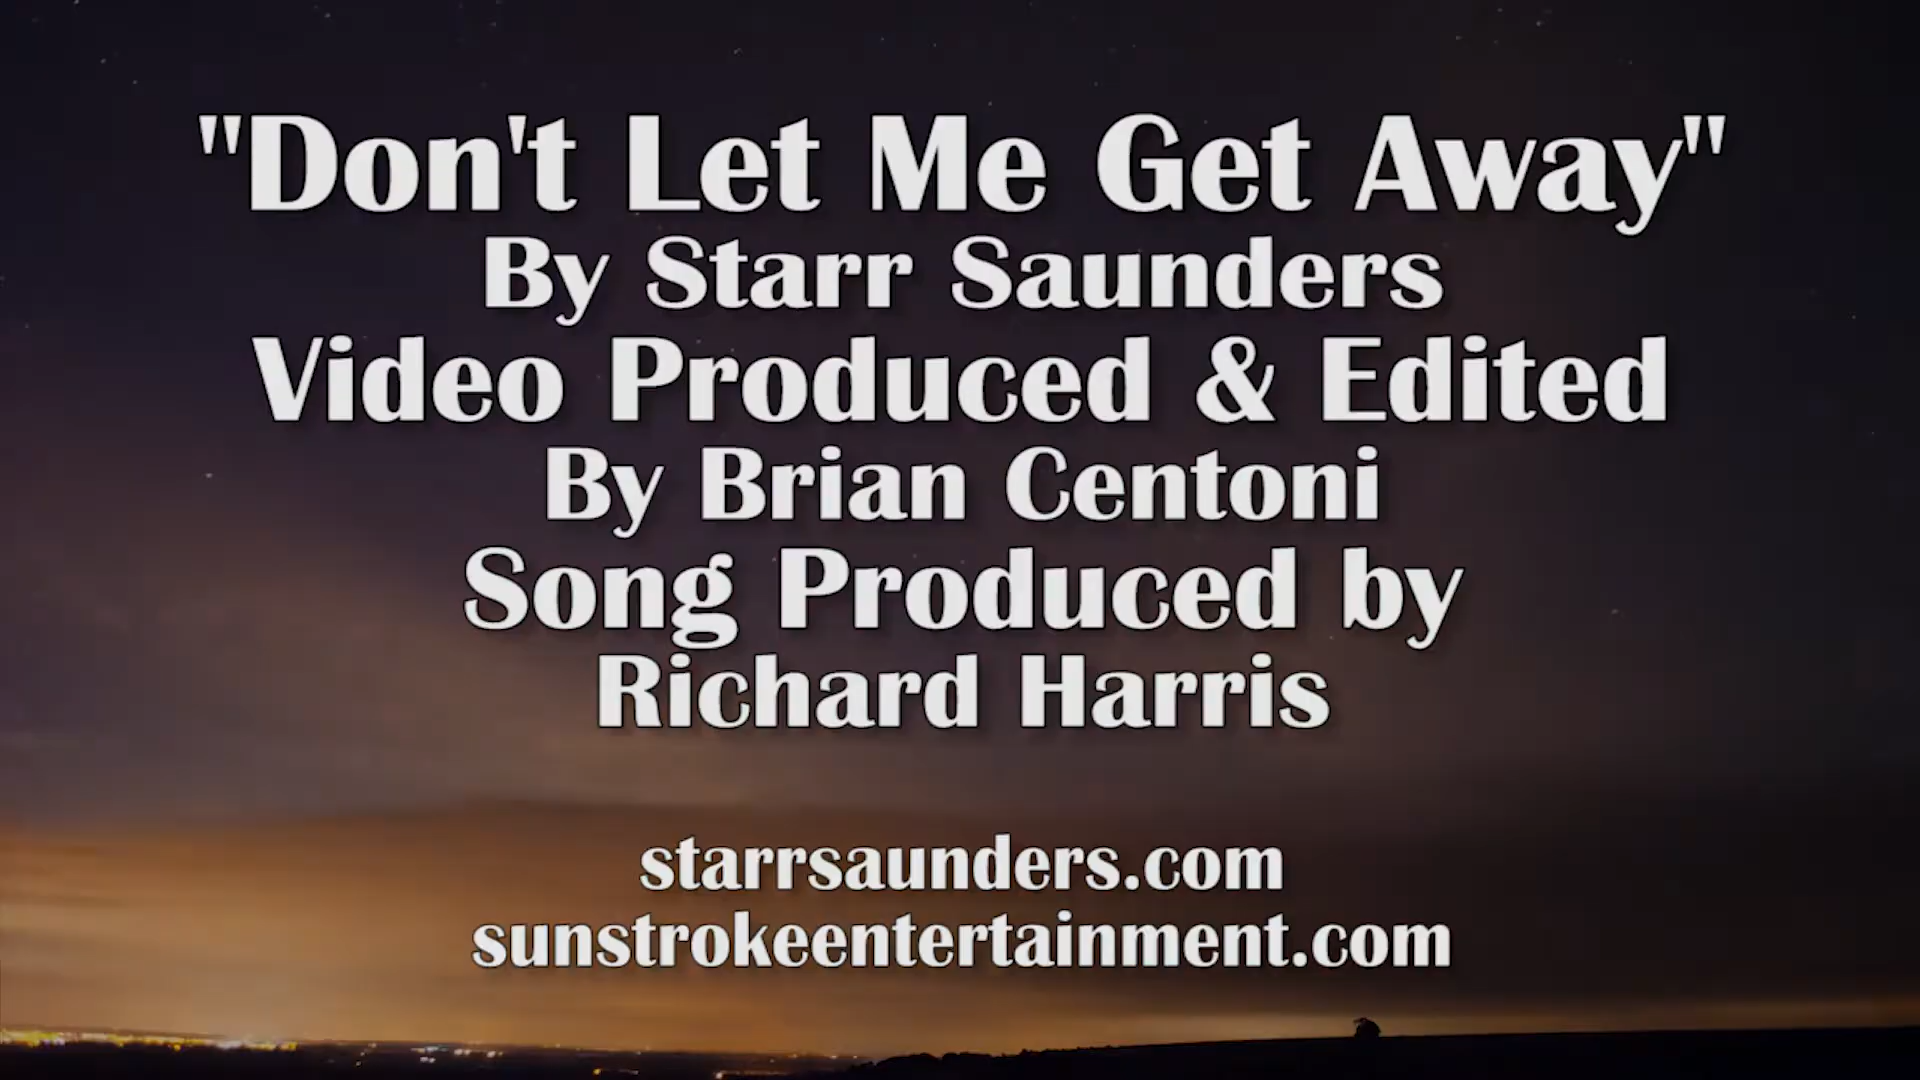 "Don't Let Me Get Away"
By Starr Saunders
Video Produced & Edited
By Brian Centoni
Song Produced by
Richard Harris
starrsaunders.com
sunstrokeentertainment.com